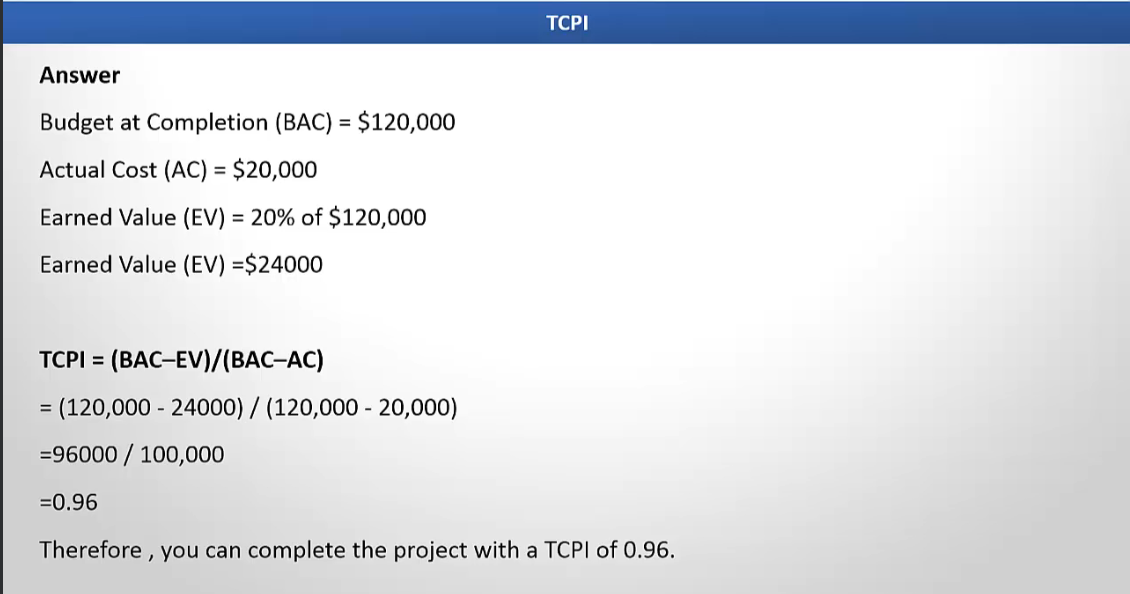 TCPI
Answer
Budget at Completion (BAC) = $120,000
Actual Cost (AC) = $20,000
Earned Value (EV) = 20% of $120,000
Earned Value (EV) =$24000
TCPI = (BAC–EV)/(BAC–AC)
= (120,000 - 24000) / (120,000 - 20,000)
=96000 / 100,000
=0.96
Therefore , you can complete the project with a TCPI of 0.96.